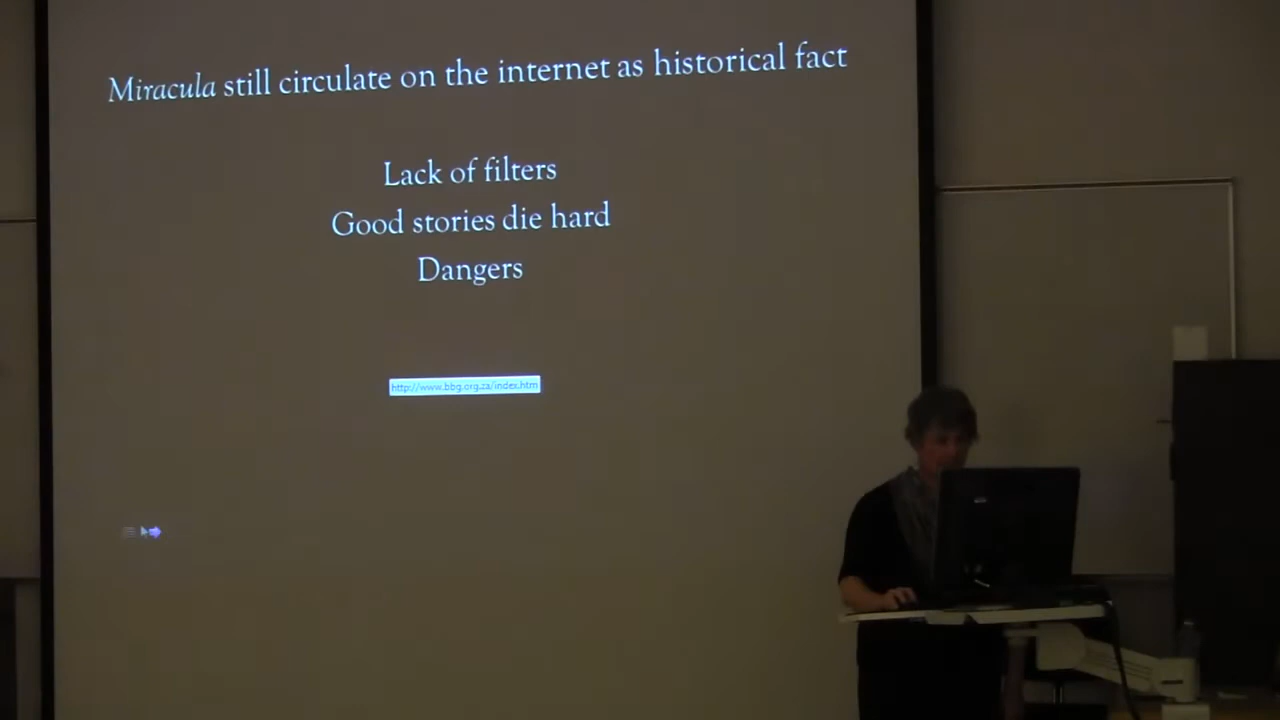 Miracula still circulate on the internet as historical fact
Lack of filters
Good stories die hard
Dangers
http://www.bbg.org.za/index.htm